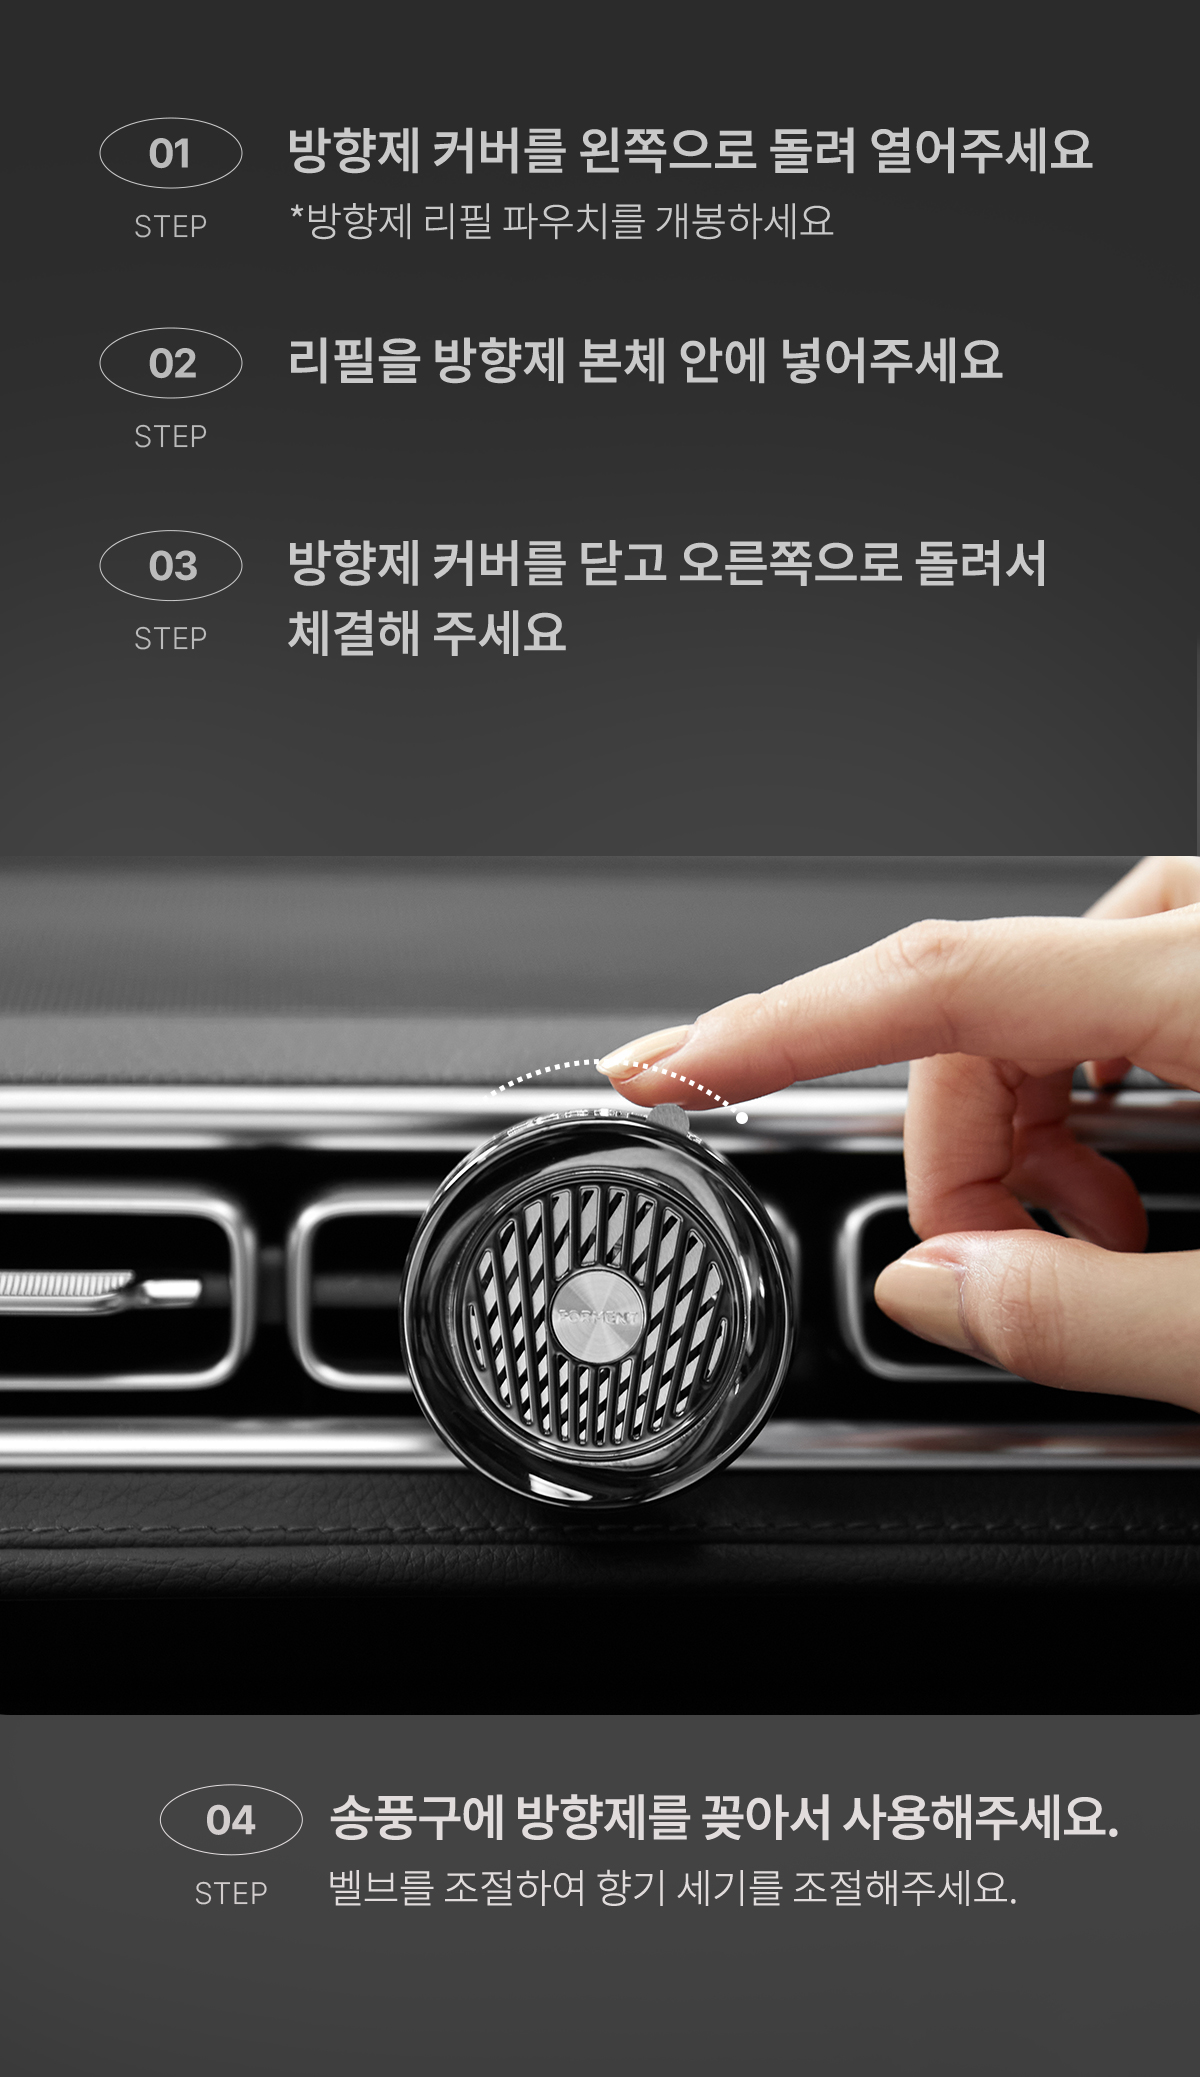 01
방향제 커버를 왼쪽으로 돌려 열어주세요
STEP
*방향제 리필 파우치를 개봉하세요
02
리필을 방향제 본체 안에 넣어주세요
STEP
03
방향제 커버를 닫고 오른쪽으로 돌려서
STEP
체결해 주세요
FORMENT
04
송풍구에 방향제를 꽂아서 사용해주세요.
STEP
벨브를 조절하여 향기 세기를 조절해주세요.